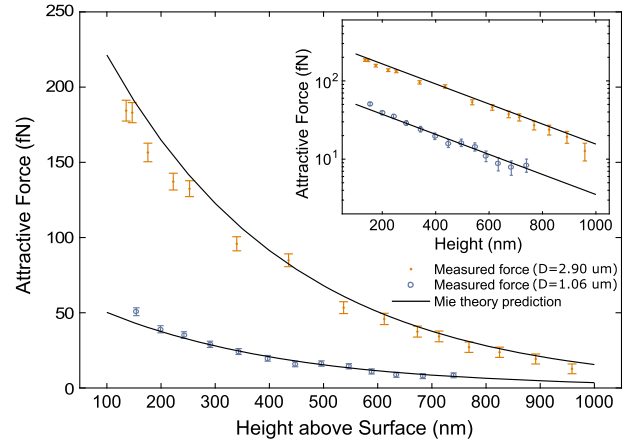 250
200
150
100
50
0
Attractive Force (fN)
100 200 300 400 500 600 700 800 900 1000
Height above Surface (nm)
Attractive Force (fN)
10²
10¹
200 400 600 800 1000
Height (nm)
Measured force (D=2.90 um)
Measured force (D=1.06 um)
Mie theory prediction